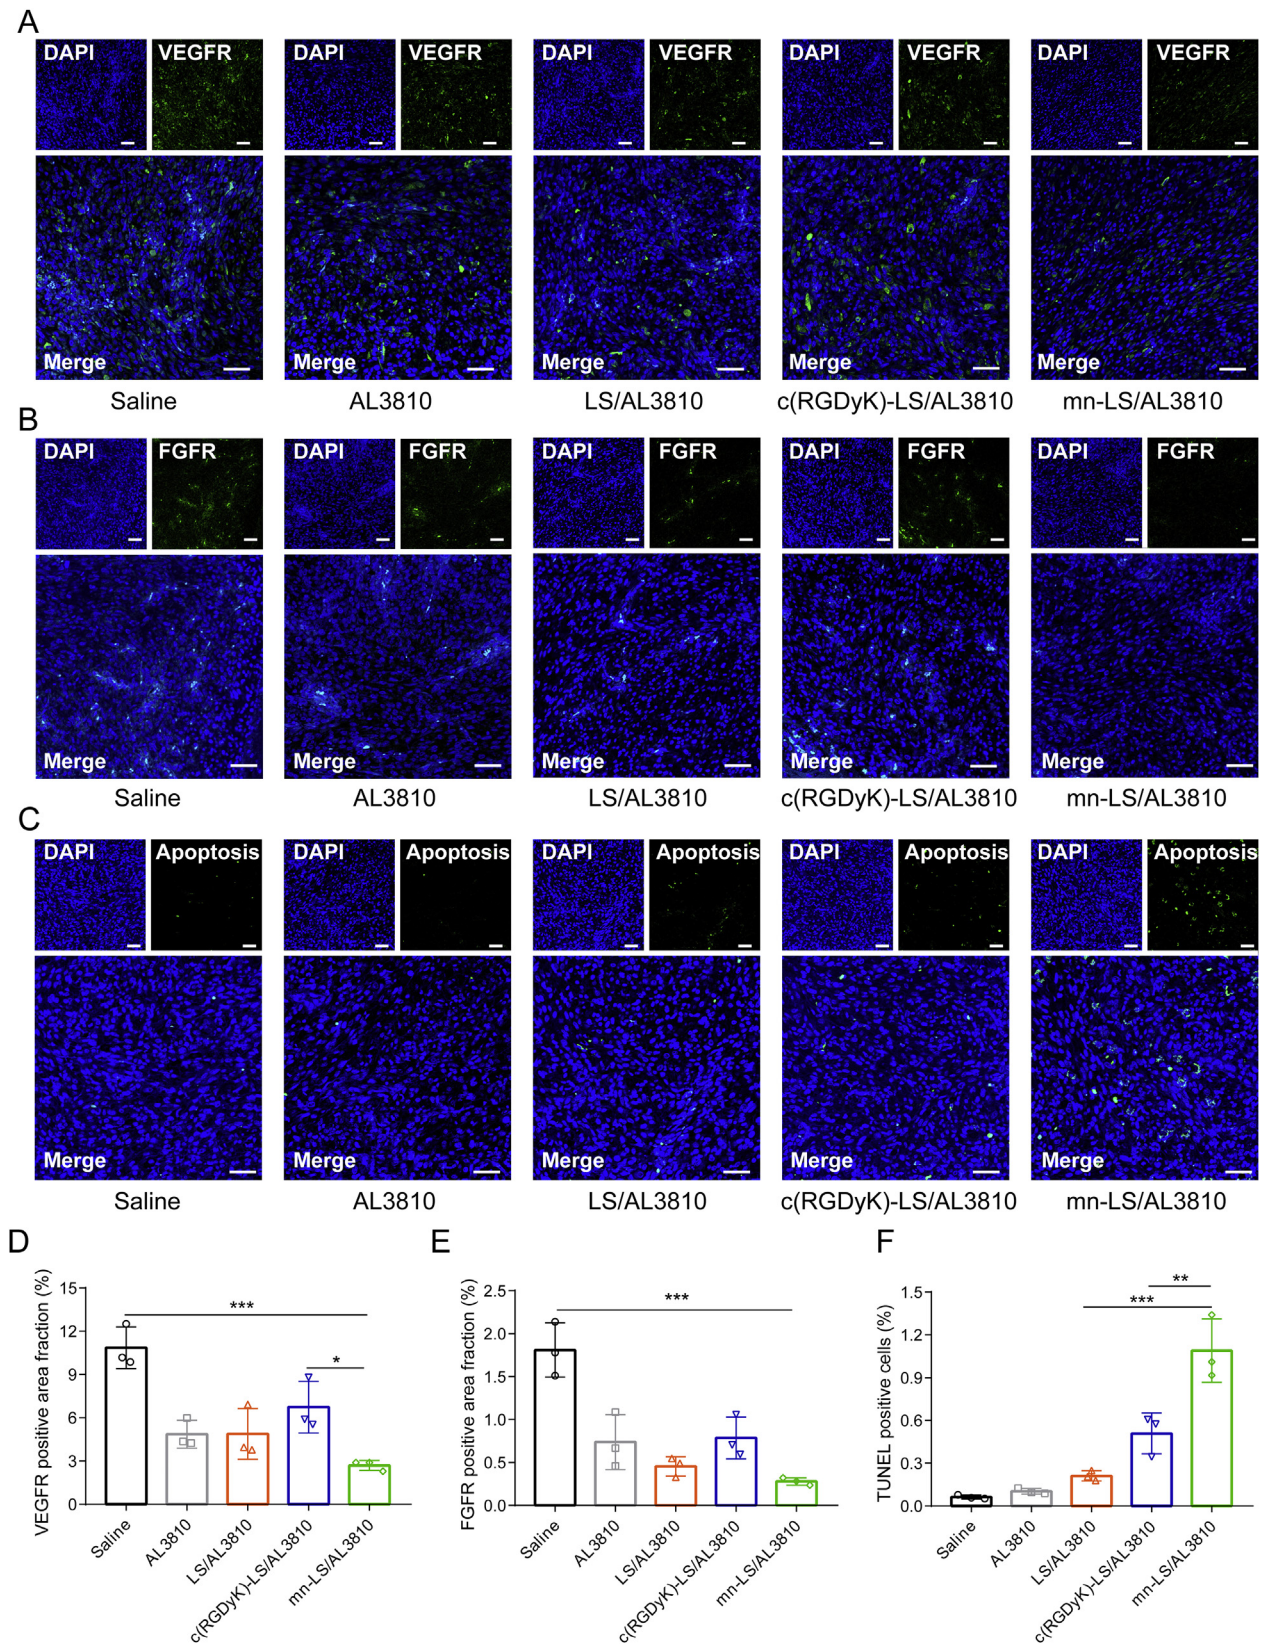 A
DAPI VEGFR DAPI VEGFR DAPI VEGFR DAPI VEGFR DAPI VEGFR
Merge Merge Merge Merge Merge
Saline AL3810 LS/AL3810 c(RGDyK)-LS/AL3810 mn-LS/AL3810
B
DAPI FGFR DAPI FGFR DAPI FGFR DAPI FGFR DAPI FGFR
Merge Merge Merge Merge Merge
Saline AL3810 LS/AL3810 c(RGDyK)-LS/AL3810 mn-LS/AL3810
C
DAPI Apoptosis DAPI Apoptosis DAPI Apoptosis DAPI Apoptosis DAPI Apoptosis
Merge Merge Merge Merge Merge
Saline AL3810 LS/AL3810 c(RGDyK)-LS/AL3810 mn-LS/AL3810
D
VEGFR positive area fraction (%)
15
12
9
6
3
0
***
*
Saline
AL3810
LS/AL3810
c(RGDyK)-LS/AL3810
mn-LS/AL3810
E
FGFR positive area fraction (%)
2.5
2.0
1.5
1.0
0.5
0.0
***
Saline
AL3810
LS/AL3810
c(RGDyK)-LS/AL3810
mn-LS/AL3810
F
TUNEL positive cells (%)
1.5
1.2
0.9
0.6
0.3
0.0
**
***
Saline
AL3810
LS/AL3810
c(RGDyK)-LS/AL3810
mn-LS/AL3810